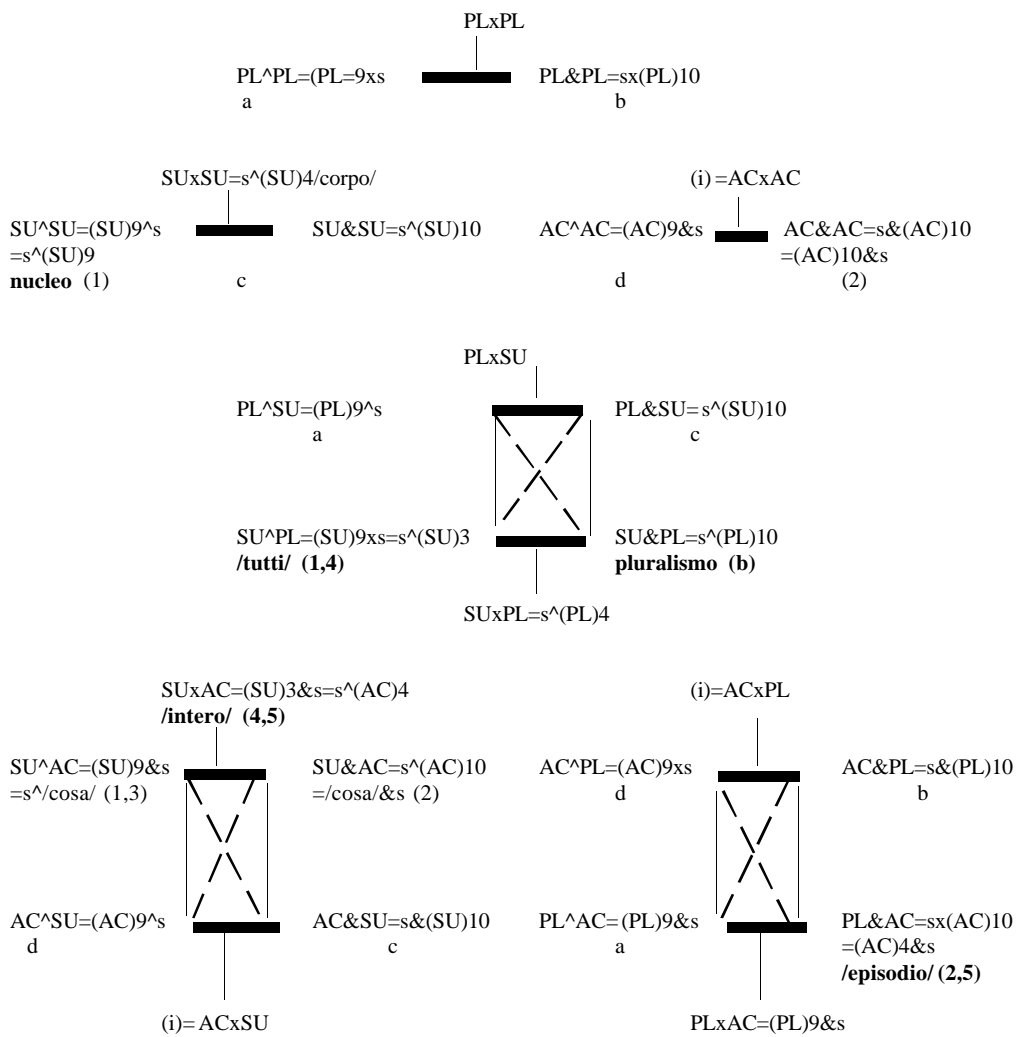 PLxPL
PL^PL=(PL=9xs
PL&PL=sx(PL)10
a
b
SUxSU=s^(SU)4/corpo/
(i) =ACxAC
SU^SU=(SU)9^s
=s^(SU)9
nucleo (1)
SU&SU=s^(SU)10
c
AC^AC=(AC)9&s
d
AC&AC=s&(AC)10
=(AC)10&s
(2)
PLxSU
PL^SU=(PL)9^s
a
PL&SU=s^(SU)10
c
SU^PL=(SU)9xs=s^(SU)3
/tutti/ (1,4)
SU&PL=s^(PL)10
pluralismo (b)
SUxPL=s^(PL)4
SUxAC=(SU)3&s=s^(AC)4
/intero/ (4,5)
SU^AC=(SU)9&s
=s^/cosa/ (1,3)
SU&AC=s^(AC)10
=/cosa/&s (2)
AC^SU=(AC)9^s
d
AC&SU=s&(SU)10
c
(i)= ACxSU
(i)=ACxPL
AC^PL=(AC)9xs
d
AC&PL=s&(PL)10
b
PL^AC=(PL)9&s
a
PL&AC=sx(AC)10
=(AC)4&s
/episodio/ (2,5)
PLxAC=(PL)9&s